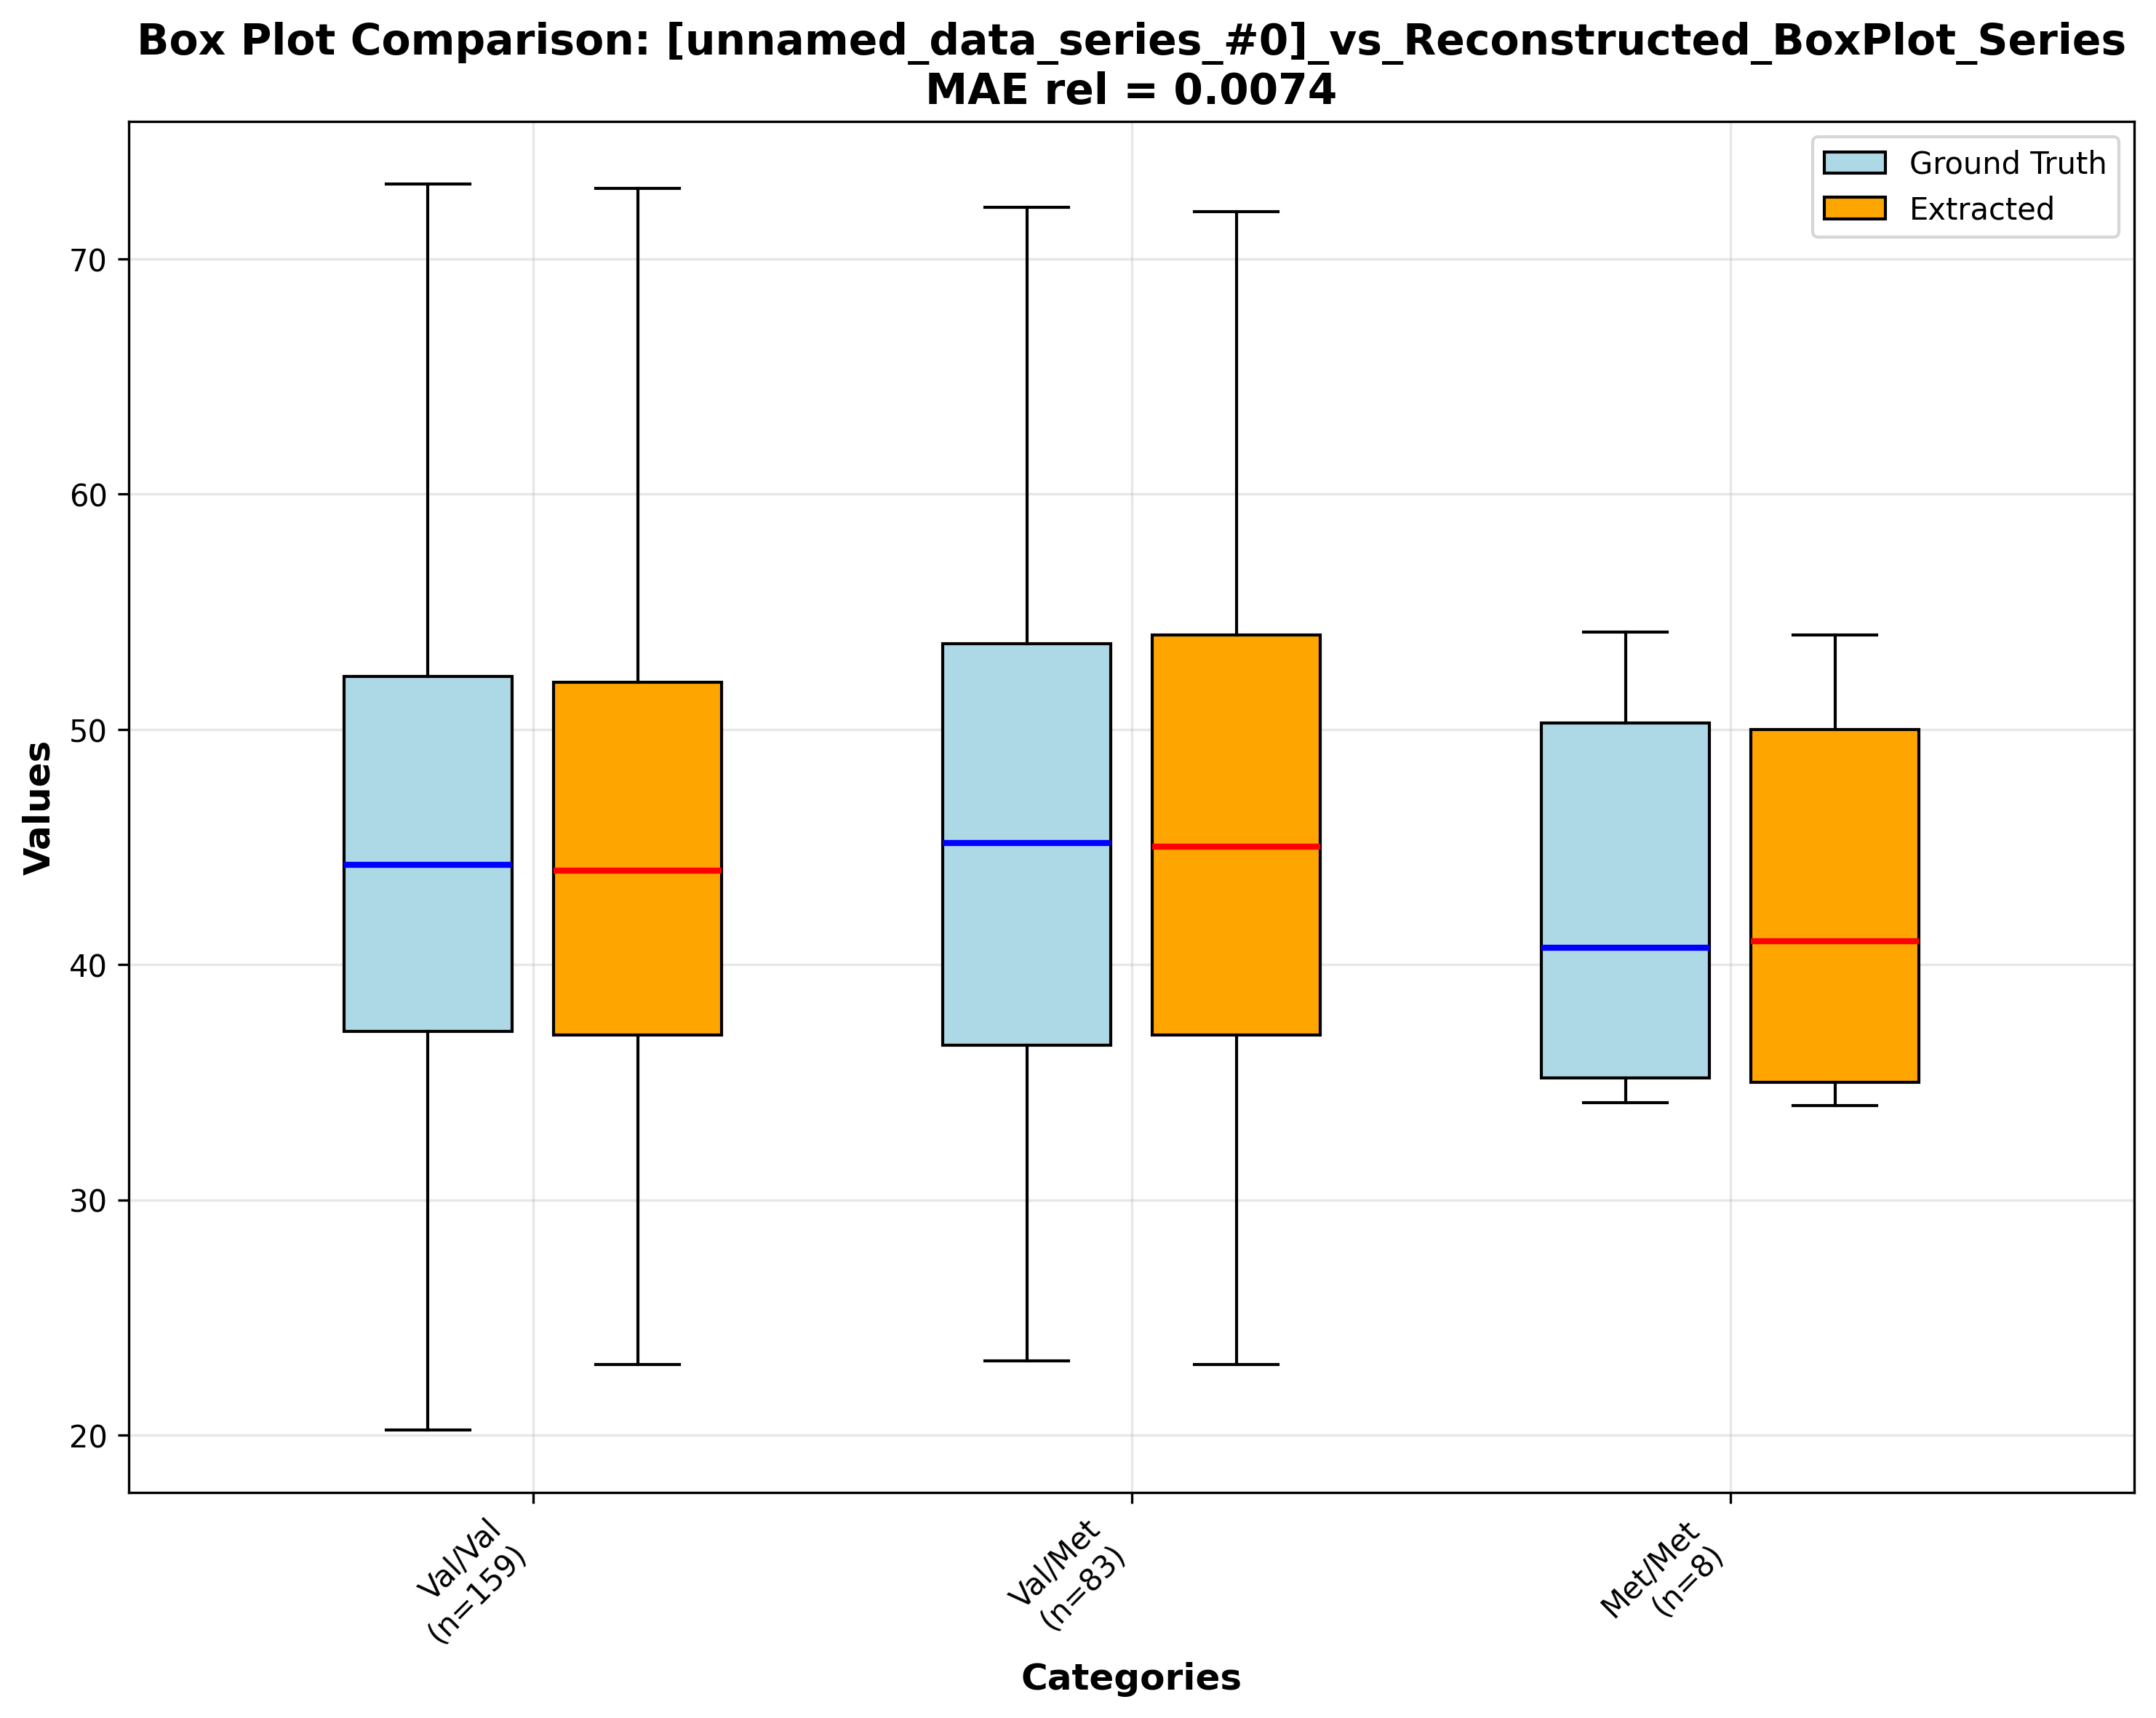 Box Plot Comparison: [unnamed_data_series_#0]_vs_Reconstructed_BoxPlot_Series
MAE rel = 0.0074
Ground Truth
Extracted
70
60
50
40
30
20
Values
Val/Val
(n=159)
Val/Met
(n=83)
Met/Met
(n=8)
Categories